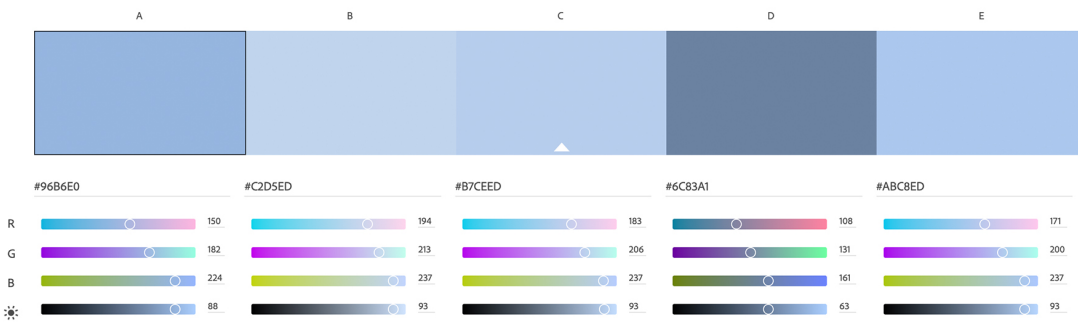 A B C D E
#96B6E0 #C2D5ED #B7CEED #6C83A1 #ABC8ED
R 150 194 183 108 171
G 182 213 206 131 200
B 224 237 237 161 237
88 93 93 63 93